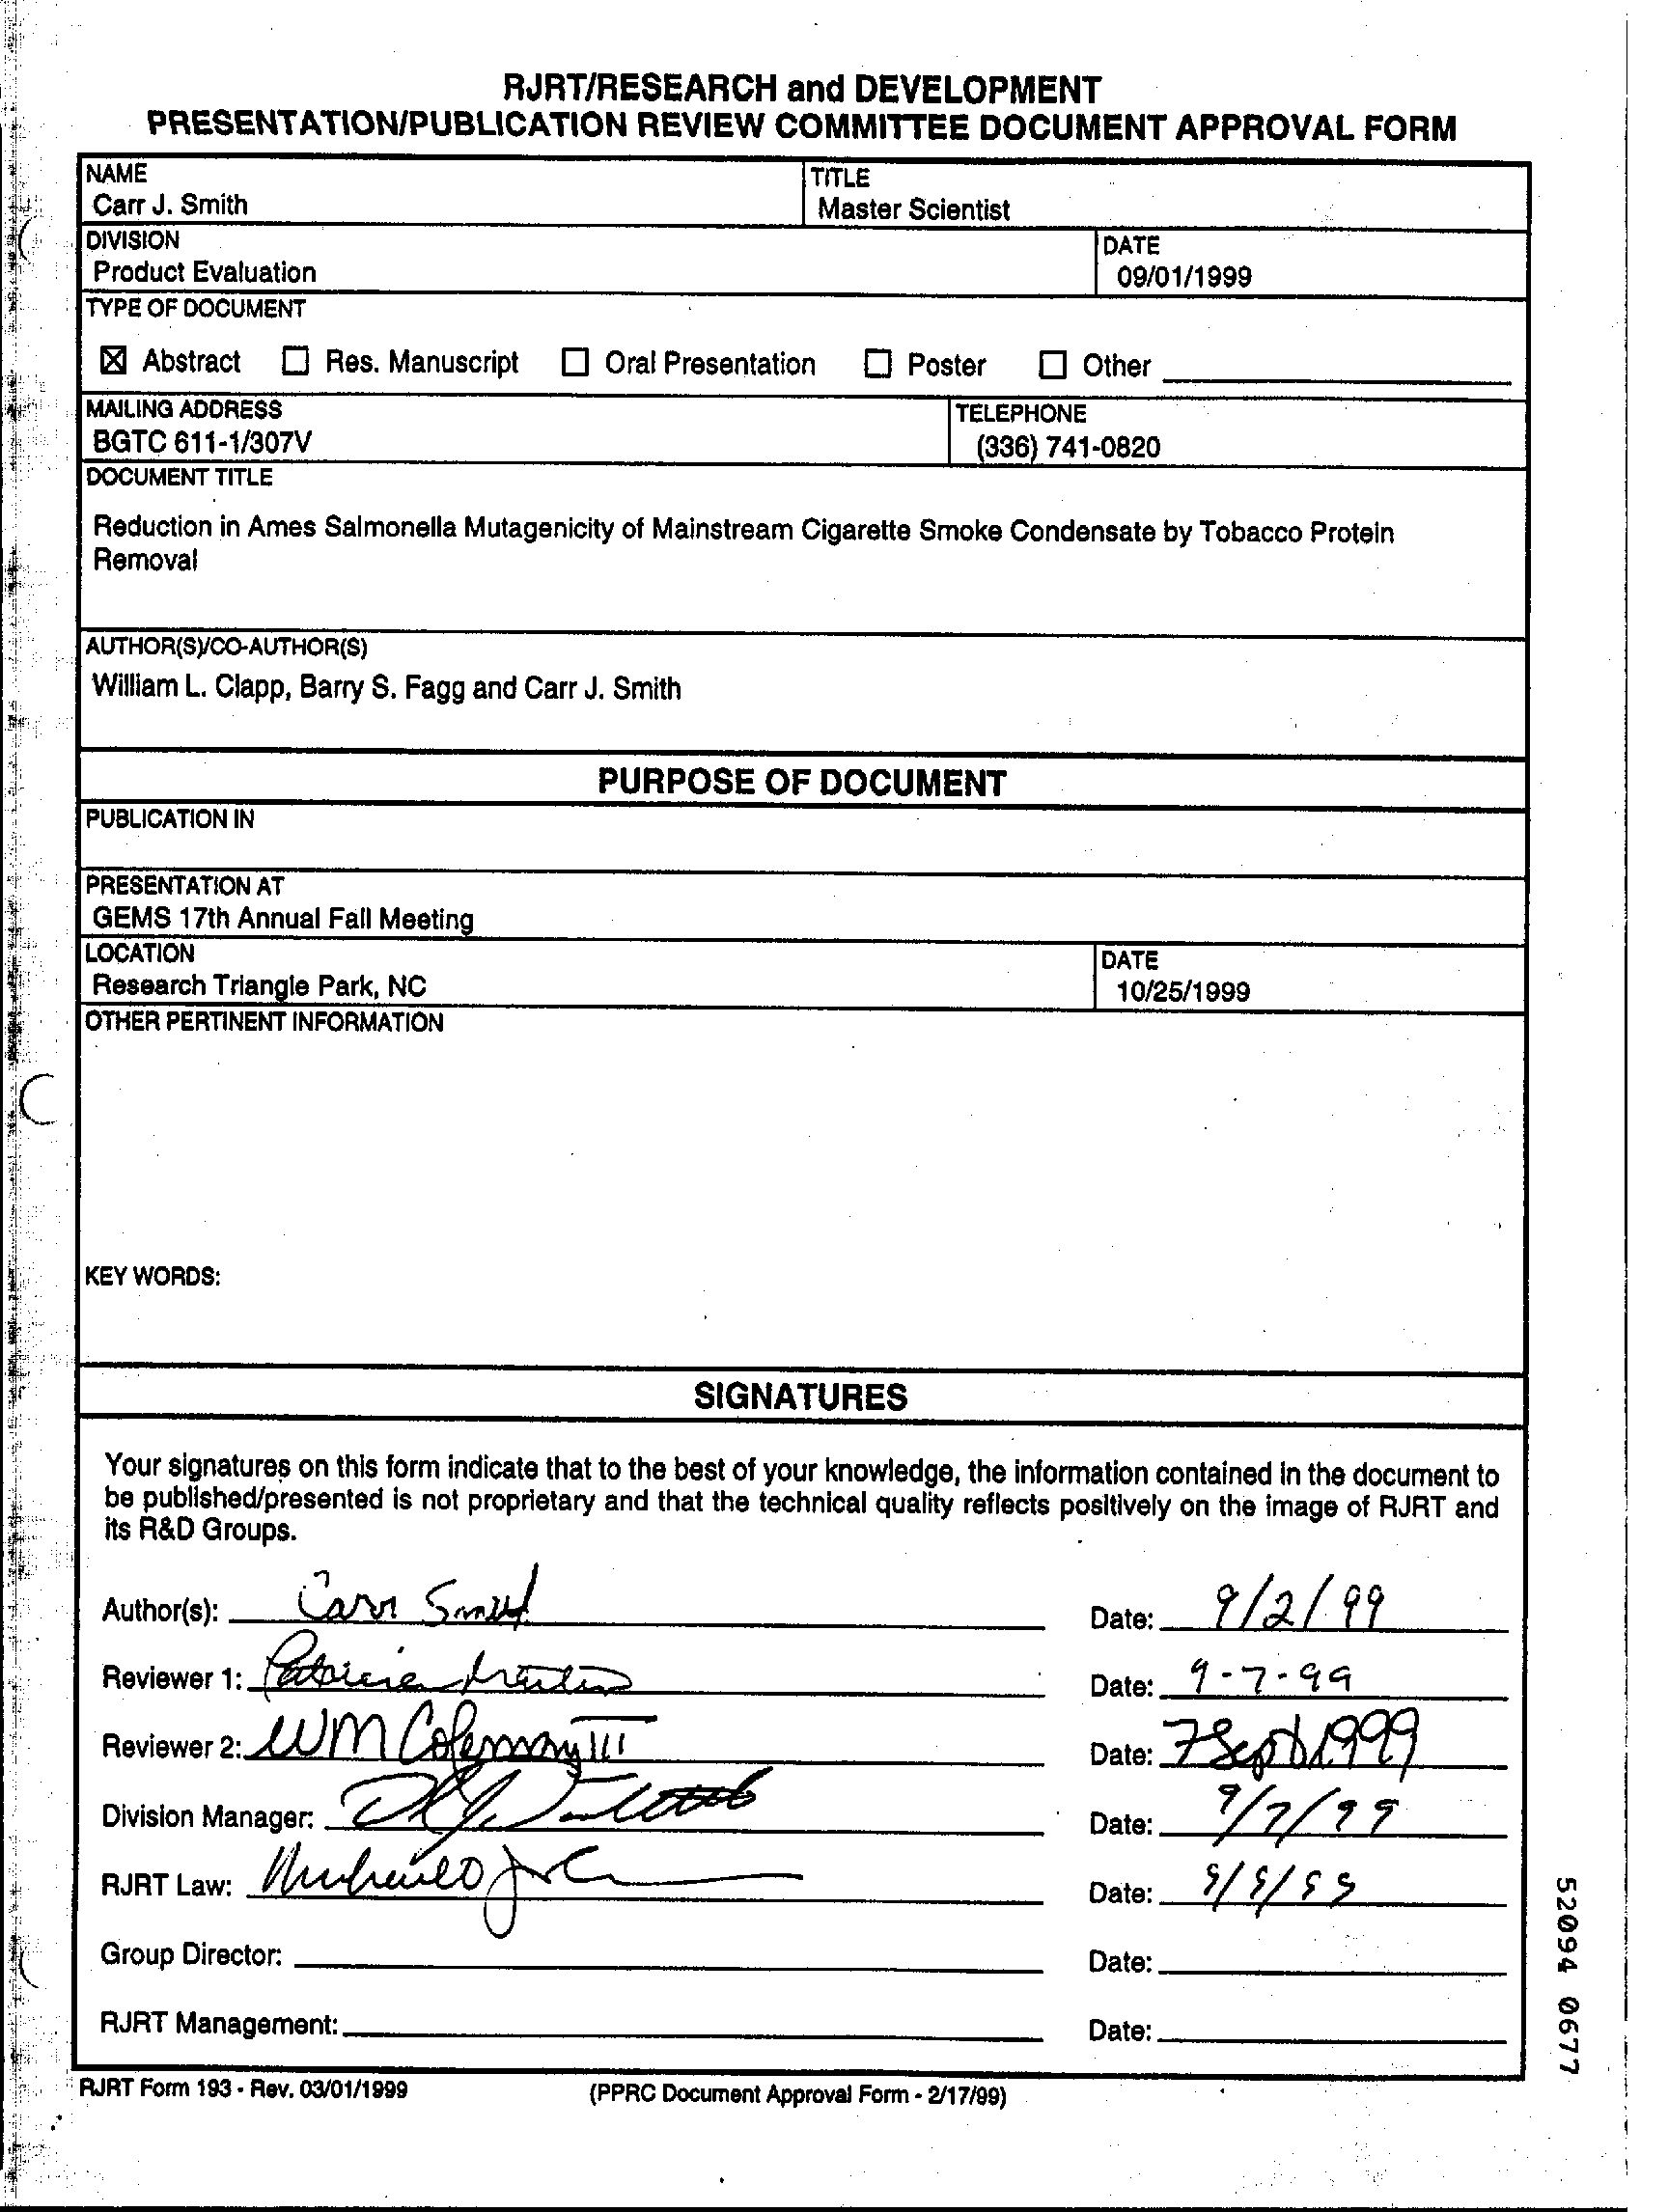 RJRT/RESEARCH and DEVELOPMENT
PRESENTATION/PUBLICATION REVIEW COMMITTEE DOCUMENT APPROVAL FORM
NAME
Carr J. Smith
TITLE
Master Scientist
DIVISION
Product Evaluation
DATE
09/01/1999
TYPE OF DOCUMENT
☒ Abstract ☐ Res. Manuscript ☐ Oral Presentation ☐ Poster ☐ Other
MAILING ADDRESS
BGTC 611-1/307V
TELEPHONE
(336) 741-0820
DOCUMENT TITLE
Reduction in Ames Salmonella Mutagenicity of Mainstream Cigarette Smoke Condensate by Tobacco Protein
Removal
AUTHOR(S)/CO-AUTHOR(S)
William L. Clapp, Barry S. Fagg and Carr J. Smith
PURPOSE OF DOCUMENT
PUBLICATION IN
PRESENTATION AT
GEMS 17th Annual Fall Meeting
LOCATION
Research Triangle Park, NC
DATE
10/25/1999
OTHER PERTINENT INFORMATION
KEY WORDS:
SIGNATURES
Your signatures on this form indicate that to the best of your knowledge, the information contained in the document to
be published/presented is not proprietary and that the technical quality reflects positively on the image of RJRT and
its R&D Groups.
Author(s): Carr Smith Date: 9/2/99
Reviewer 1: Patricia Martin Date: 9-7-99
Reviewer 2: WM Coleman III Date: 7 Sept 1999
Division Manager: Date: 9/7/99
RJRT Law: Date:
Group Director: Date:
RJRT Management: Date:
RJRT Form 193 - Rev. 03/01/1999 (PPRC Document Approval Form - 2/17/99)
52094 0677